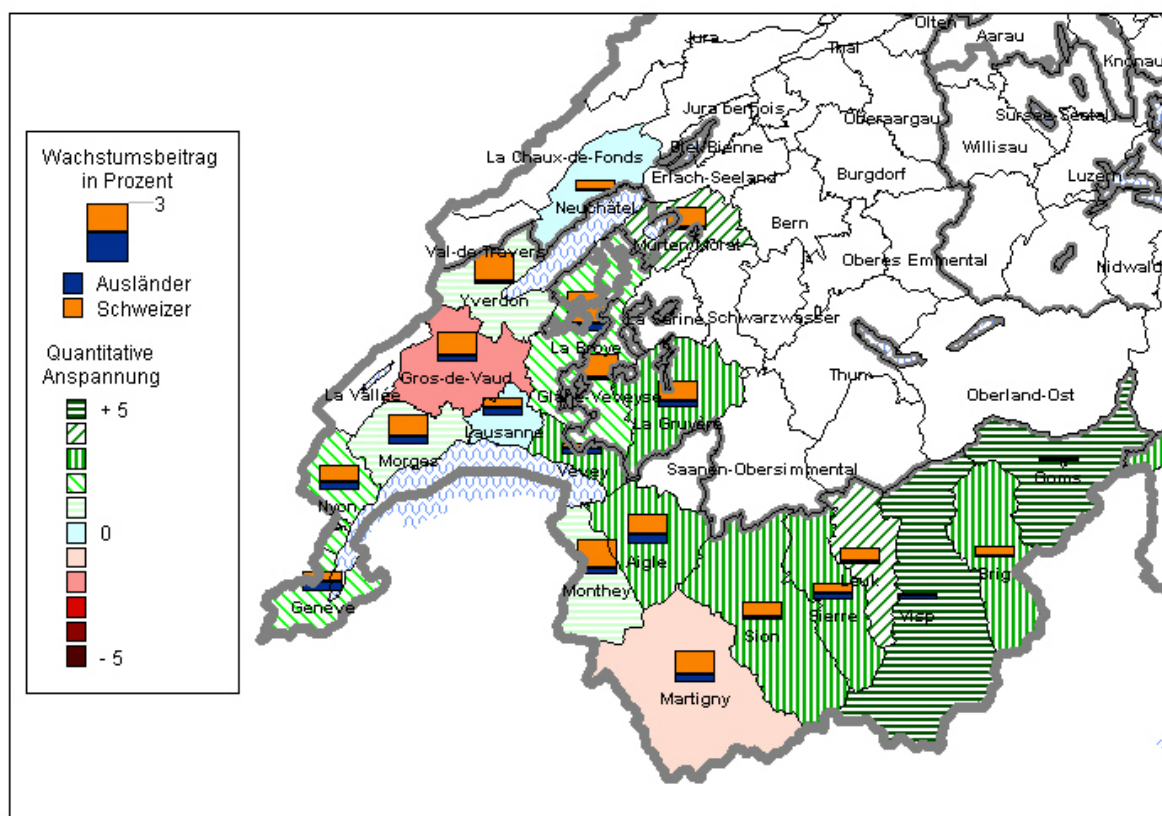 Wachstumsbeitrag
in Prozent
3
Ausländer
Schweizer
Quantitative
Anspannung
+ 5
0
- 5
Olten
Aarau
Jura
Thal
Knonau
Jura bernois
Oberaargau
Sursee-Seetal
Biel/Bienne
Willisau
La Chaux-de-Fonds
Erlach-Seeland
Burgdorf
Luzern
Neuchâtel
Bern
Murten/Morat
Val-de-Travers
Oberes Emmental
Nidwald
Yverdon
La Sarine
Schwarzwasser
La Broye
Gros-de-Vaud
Thun
La Vallée
Glâne-Veveyse
Oberland-Ost
La Gruyère
Lausanne
Morges
Vevey
Saanen-Obersimmental
Goms
Nyon
Aigle
Leuk
Brig
Monthey
Genève
Sierre
Visp
Sion
Martigny